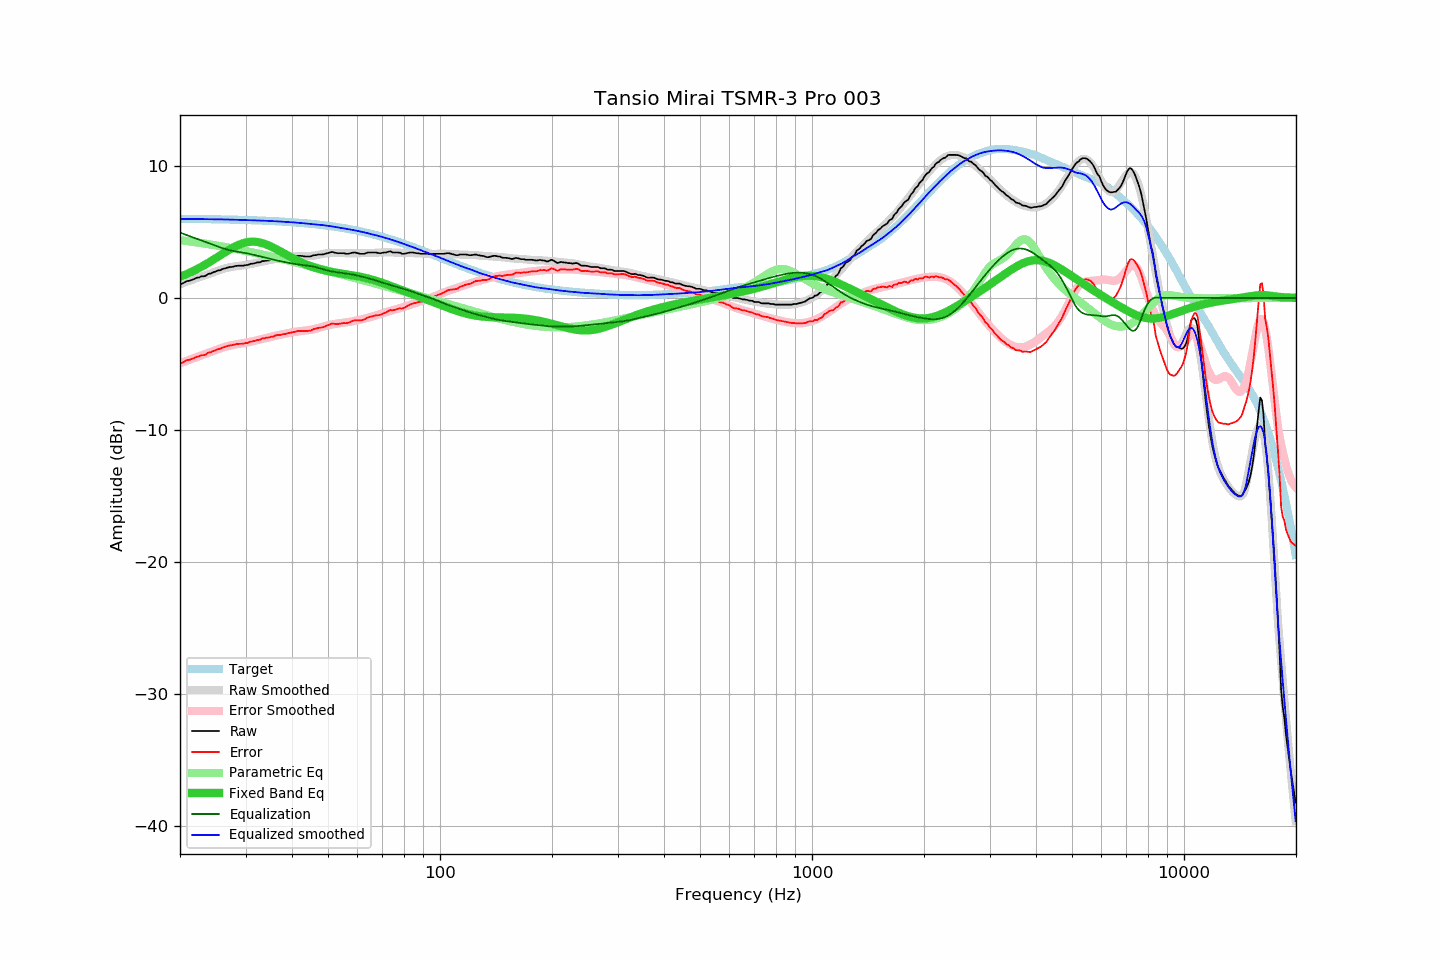 Tansio Mirai TSMR-3 Pro 003
10
0
−10
−20
−30
−40
Amplitude (dBr)
Target
Raw Smoothed
Error Smoothed
Raw
Error
Parametric Eq
Fixed Band Eq
Equalization
Equalized smoothed
100
1000
10000
Frequency (Hz)